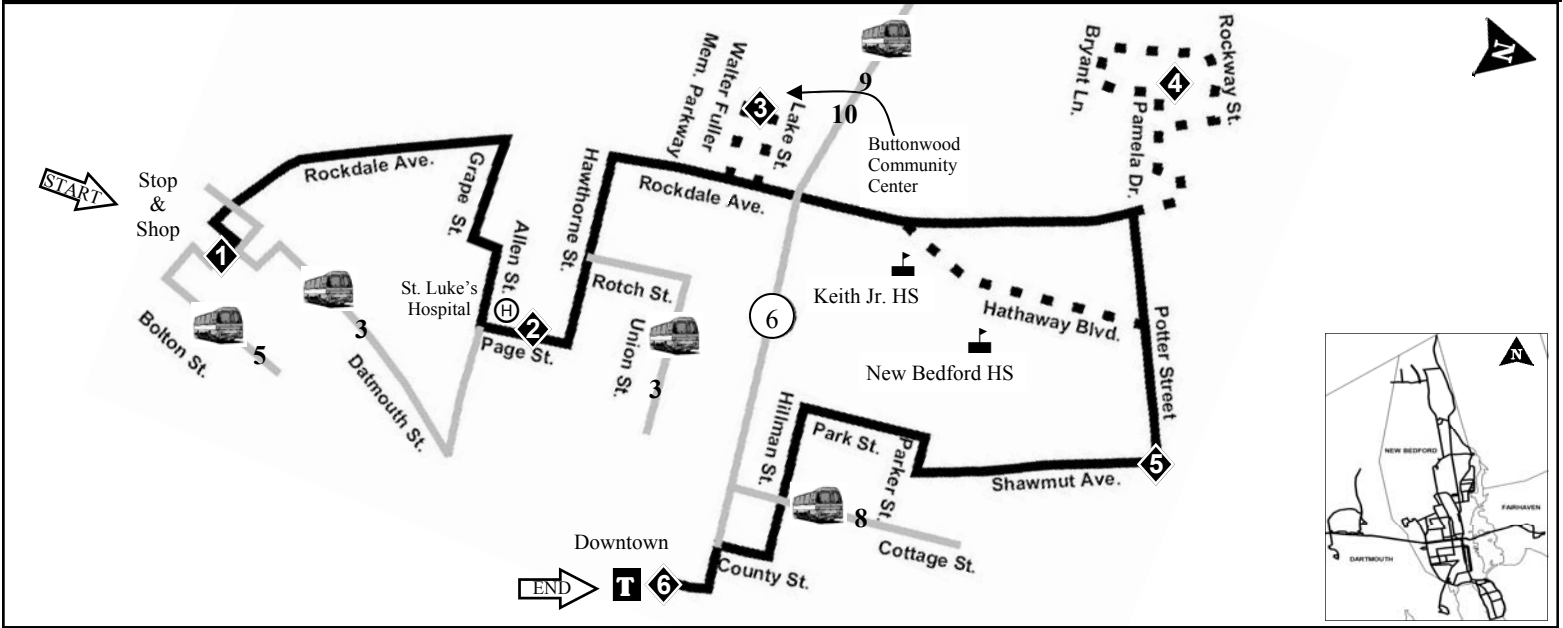 N
START
Stop
&
Shop
1
Rockdale Ave.
Grape St.
Allen St.
Hawthorne St.
St. Luke's
Hospital
H
2
Page St.
Bolton St.
5
3
Datmouth St.
Rotch St.
Union St.
3
Rockdale Ave.
Walter Fuller
Mem. Parkway
3
Lake St.
9
10
Buttonwood
Community
Center
6
Keith Jr. HS
Hathaway Blvd.
New Bedford HS
Bryant Ln.
Pamela Dr.
Rockway St.
4
Potter Street
5
Shawmut Ave.
Parker St.
Park St.
Hillman St.
8
Cottage St.
County St.
Downtown
END
T
6
N
NEW BEDFORD
FAIRHAVEN
DARTMOUTH